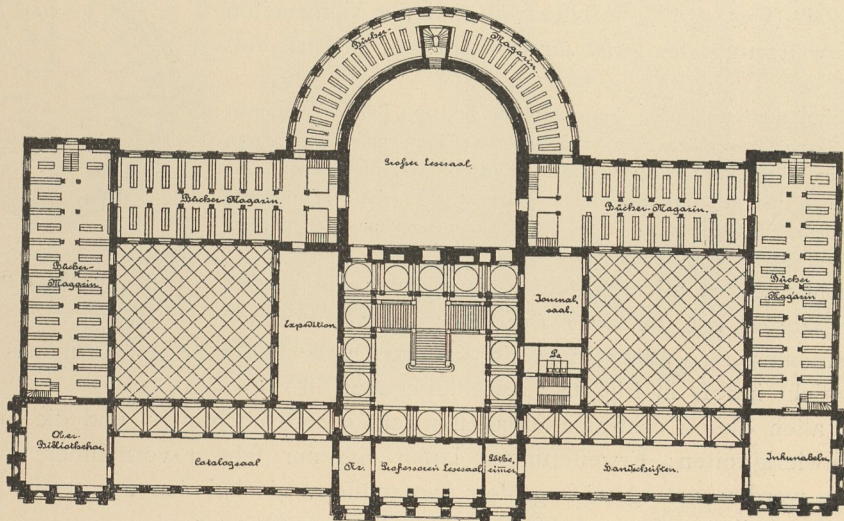 Bücher-
Magazin
Großer Lesesaal.
Bücher-Magazin.
Bücher-Magazin.
Bücher-
Magazin
Expedition
Journal
saal.
Bücher
Magazin
Ober-
Bibliothekar
Catalogsaal
Professoren Lesesaal
Handschriften.
Inkunabeln